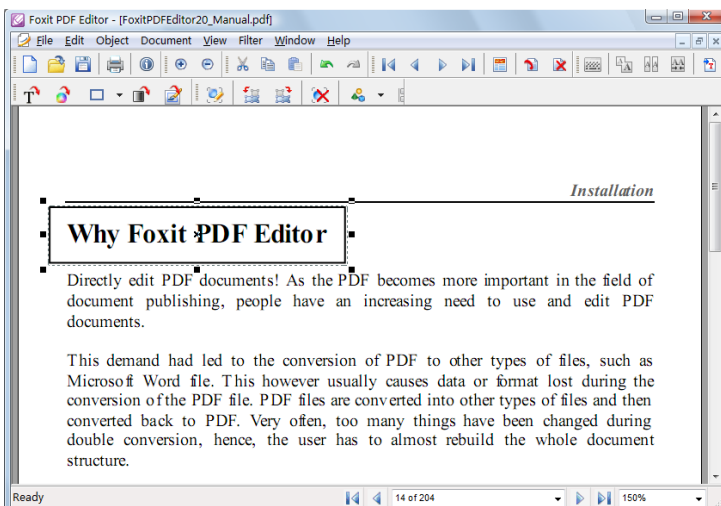 Foxit PDF Editor - [FoxitPDFEditor20_Manual.pdf]
File Edit Object Document View Filter Window Help
Installation
Why Foxit PDF Editor
Directly edit PDF documents! As the PDF becomes more important in the field of
document publishing, people have an increasing need to use and edit PDF
documents.
This demand had led to the conversion of PDF to other types of files, such as
Microsoft Word file. This however usually causes data or format lost during the
conversion of the PDF file. PDF files are converted into other types of files and then
converted back to PDF. Very often, too many things have been changed during
double conversion, hence, the user has to almost rebuild the whole document
structure.
Ready 14 of 204 150%